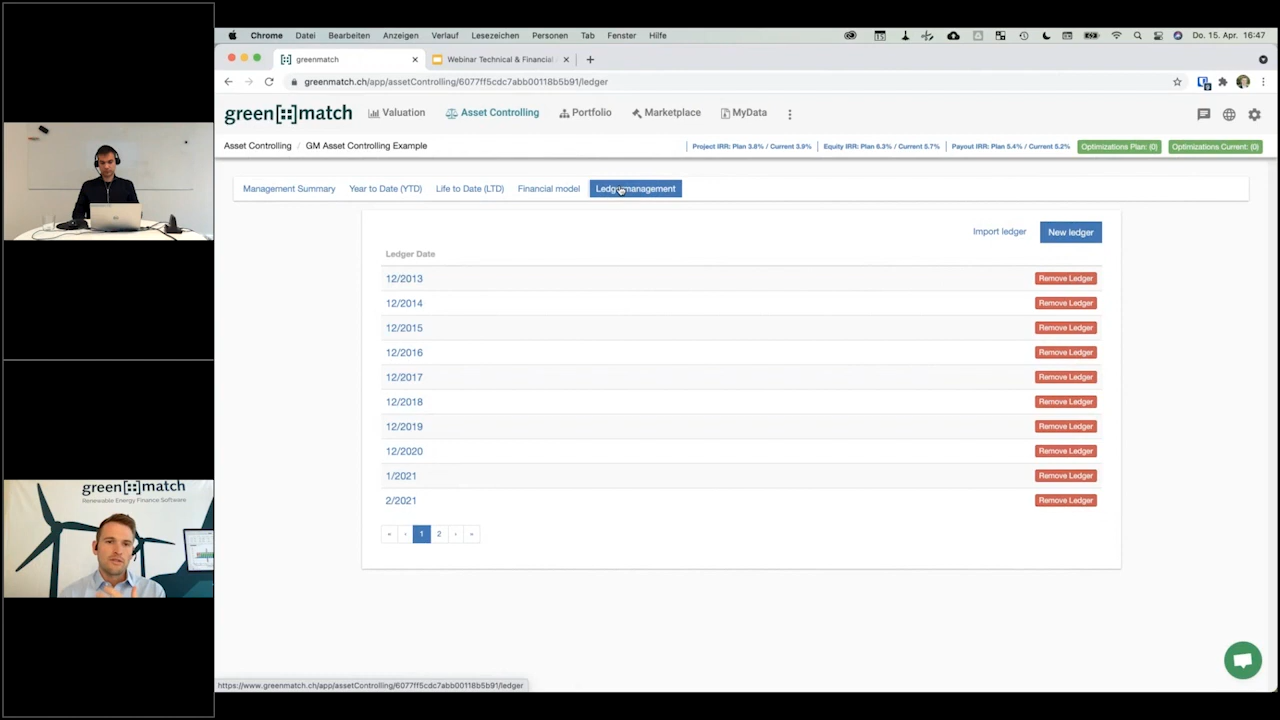 Chrome Datei Bearbeiten Anzeigen Verlauf Lesezeichen Personen Tab Fenster Hilfe Do. 15. Apr. 16:47
greenmatch Webinar Technical & Financial
greenmatch.ch/app/assetControlling/6077ff5cdc7abb00118b5b91/ledger
green[::]match Valuation Asset Controlling Portfolio Marketplace MyData
Asset Controlling / GM Asset Controlling Example Project IRR: Plan 3.8% / Current 3.9% Equity IRR: Plan 6.3% / Current 5.7% Payout IRR: Plan 5.4% / Current 5.2% Optimizations Plan: (0) Optimizations Current: (0)
Management Summary Year to Date (YTD) Life to Date (LTD) Financial model Ledger management
Import ledger New ledger
Ledger Date
12/2013 Remove Ledger
12/2014 Remove Ledger
12/2015 Remove Ledger
12/2016 Remove Ledger
12/2017 Remove Ledger
12/2018 Remove Ledger
12/2019 Remove Ledger
12/2020 Remove Ledger
1/2021 Remove Ledger
2/2021 Remove Ledger
« ‹ 1 2 › »
green[::]match
Renewable Energy Finance Software
https://www.greenmatch.ch/app/assetControlling/6077ff5cdc7abb00118b5b91/ledger